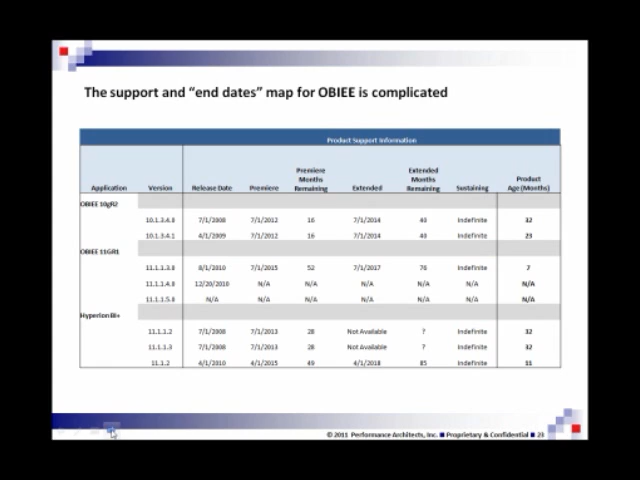 The support and “end dates” map for OBIEE is complicated
Product Support Information
Application Version Release Date Premiere Premiere Months Remaining Extended Extended Months Remaining Sustaining Product Age (Months)
OBIEE 10gR2
10.1.3.4.0 7/1/2008 7/1/2012 16 7/1/2014 40 Indefinite 32
10.1.3.4.1 4/1/2009 7/1/2012 16 7/1/2014 40 Indefinite 23
OBIEE 11GR1
11.1.1.3.0 8/1/2010 7/1/2015 52 7/1/2017 76 Indefinite 7
11.1.1.4.0 12/20/2010 N/A N/A N/A N/A N/A N/A
11.1.1.5.0 N/A N/A N/A N/A N/A N/A N/A
Hyperion BI+
11.1.1.2 7/1/2008 7/1/2013 28 Not Available ? Indefinite 32
11.1.1.3 7/1/2008 7/1/2013 28 Not Available ? Indefinite 32
11.1.2 4/1/2010 4/1/2015 49 4/1/2018 85 Indefinite 11
© 2011 Performance Architects, Inc. ■ Proprietary & Confidential ■ 23